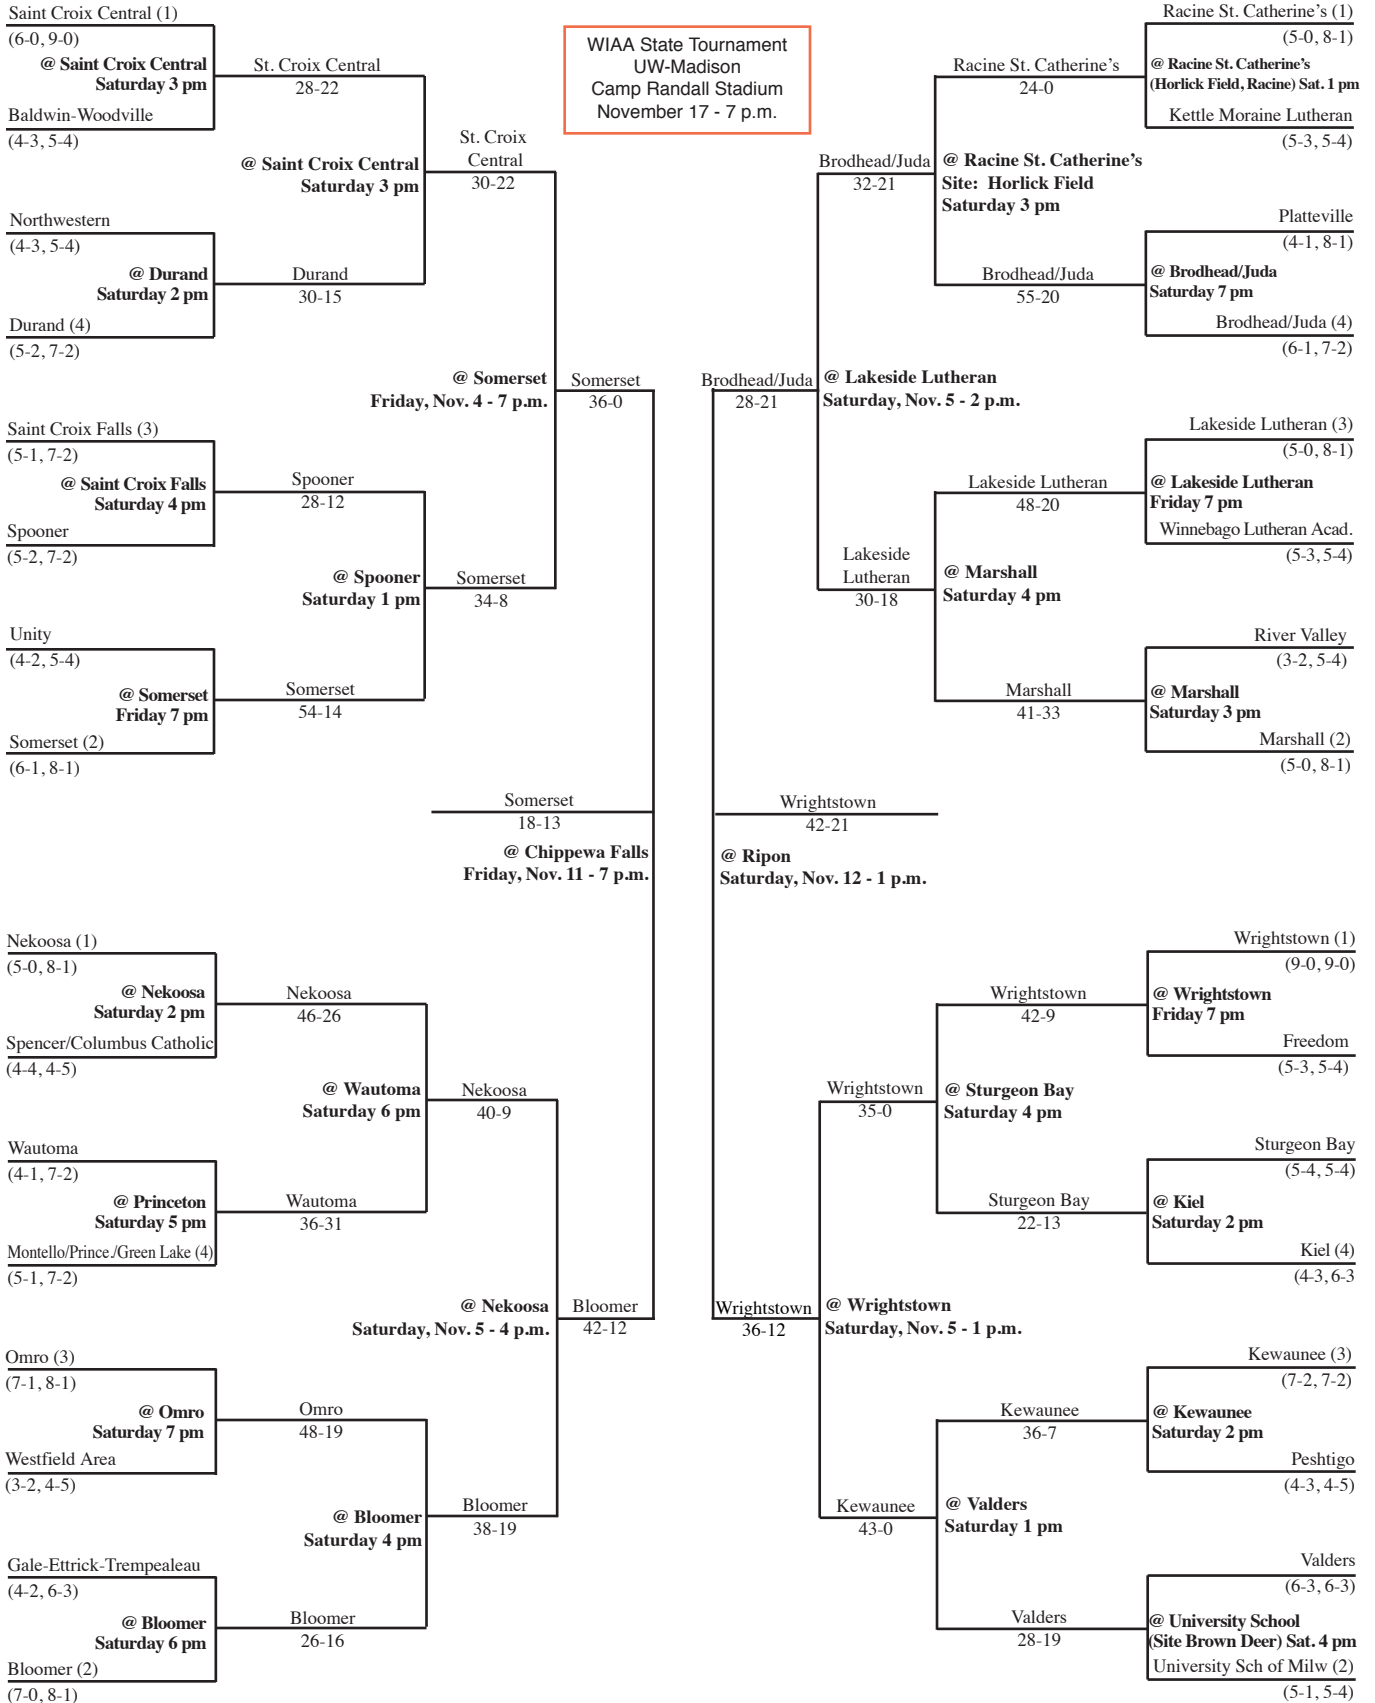 Saint Croix Central (1)
(6-0, 9-0)
@ Saint Croix Central
Saturday 3 pm
Baldwin-Woodville
(4-3, 5-4)
St. Croix Central
28-22
@ Saint Croix Central
Saturday 3 pm
St. Croix
Central
30-22
Northwestern
(4-3, 5-4)
@ Durand
Saturday 2 pm
Durand (4)
(5-2, 7-2)
Durand
30-15
@ Somerset
Friday, Nov. 4 - 7 p.m.
Somerset
36-0
Saint Croix Falls (3)
(5-1, 7-2)
@ Saint Croix Falls
Saturday 4 pm
Spooner
(5-2, 7-2)
Spooner
28-12
@ Spooner
Saturday 1 pm
Somerset
34-8
Unity
(4-2, 5-4)
@ Somerset
Friday 7 pm
Somerset (2)
(6-1, 8-1)
Somerset
54-14
Somerset
18-13
@ Chippewa Falls
Friday, Nov. 11 - 7 p.m.
Nekoosa (1)
(5-0, 8-1)
@ Nekoosa
Saturday 2 pm
Spencer/Columbus Catholic
(4-4, 4-5)
Nekoosa
46-26
@ Wautoma
Saturday 6 pm
Nekoosa
40-9
Wautoma
(4-1, 7-2)
@ Princeton
Saturday 5 pm
Montello/Prince./Green Lake (4)
(5-1, 7-2)
Wautoma
36-31
@ Nekoosa
Saturday, Nov. 5 - 4 p.m.
Bloomer
42-12
Omro (3)
(7-1, 8-1)
@ Omro
Saturday 7 pm
Westfield Area
(3-2, 4-5)
Omro
48-19
@ Bloomer
Saturday 4 pm
Bloomer
38-19
Gale-Ettrick-Trempealeau
(4-2, 6-3)
@ Bloomer
Saturday 6 pm
Bloomer (2)
(7-0, 8-1)
Bloomer
26-16
WIAA State Tournament
UW-Madison
Camp Randall Stadium
November 17 - 7 p.m.
Racine St. Catherine's (1)
(5-0, 8-1)
@ Racine St. Catherine's
(Horlick Field, Racine) Sat. 1 pm
Kettle Moraine Lutheran
(5-3, 5-4)
Racine St. Catherine's
24-0
Brodhead/Juda
32-21
@ Racine St. Catherine's
Site: Horlick Field
Saturday 3 pm
Platteville
(4-1, 8-1)
@ Brodhead/Juda
Saturday 7 pm
Brodhead/Juda (4)
(6-1, 7-2)
Brodhead/Juda
55-20
Brodhead/Juda
28-21
@ Lakeside Lutheran
Saturday, Nov. 5 - 2 p.m.
Lakeside Lutheran (3)
(5-0, 8-1)
@ Lakeside Lutheran
Friday 7 pm
Winnebago Lutheran Acad.
(5-3, 5-4)
Lakeside Lutheran
48-20
Lakeside
Lutheran
30-18
@ Marshall
Saturday 4 pm
River Valley
(3-2, 5-4)
@ Marshall
Saturday 3 pm
Marshall (2)
(5-0, 8-1)
Marshall
41-33
Wrightstown
42-21
@ Ripon
Saturday, Nov. 12 - 1 p.m.
Wrightstown (1)
(9-0, 9-0)
@ Wrightstown
Friday 7 pm
Freedom
(5-3, 5-4)
Wrightstown
42-9
Wrightstown
35-0
@ Sturgeon Bay
Saturday 4 pm
Sturgeon Bay
(5-4, 5-4)
@ Kiel
Saturday 2 pm
Kiel (4)
(4-3, 6-3
Sturgeon Bay
22-13
Wrightstown
36-12
@ Wrightstown
Saturday, Nov. 5 - 1 p.m.
Kewaunee (3)
(7-2, 7-2)
@ Kewaunee
Saturday 2 pm
Peshtigo
(4-3, 4-5)
Kewaunee
36-7
Kewaunee
43-0
@ Valders
Saturday 1 pm
Valders
(6-3, 6-3)
@ University School
(Site Brown Deer) Sat. 4 pm
University Sch of Milw (2)
(5-1, 5-4)
Valders
28-19